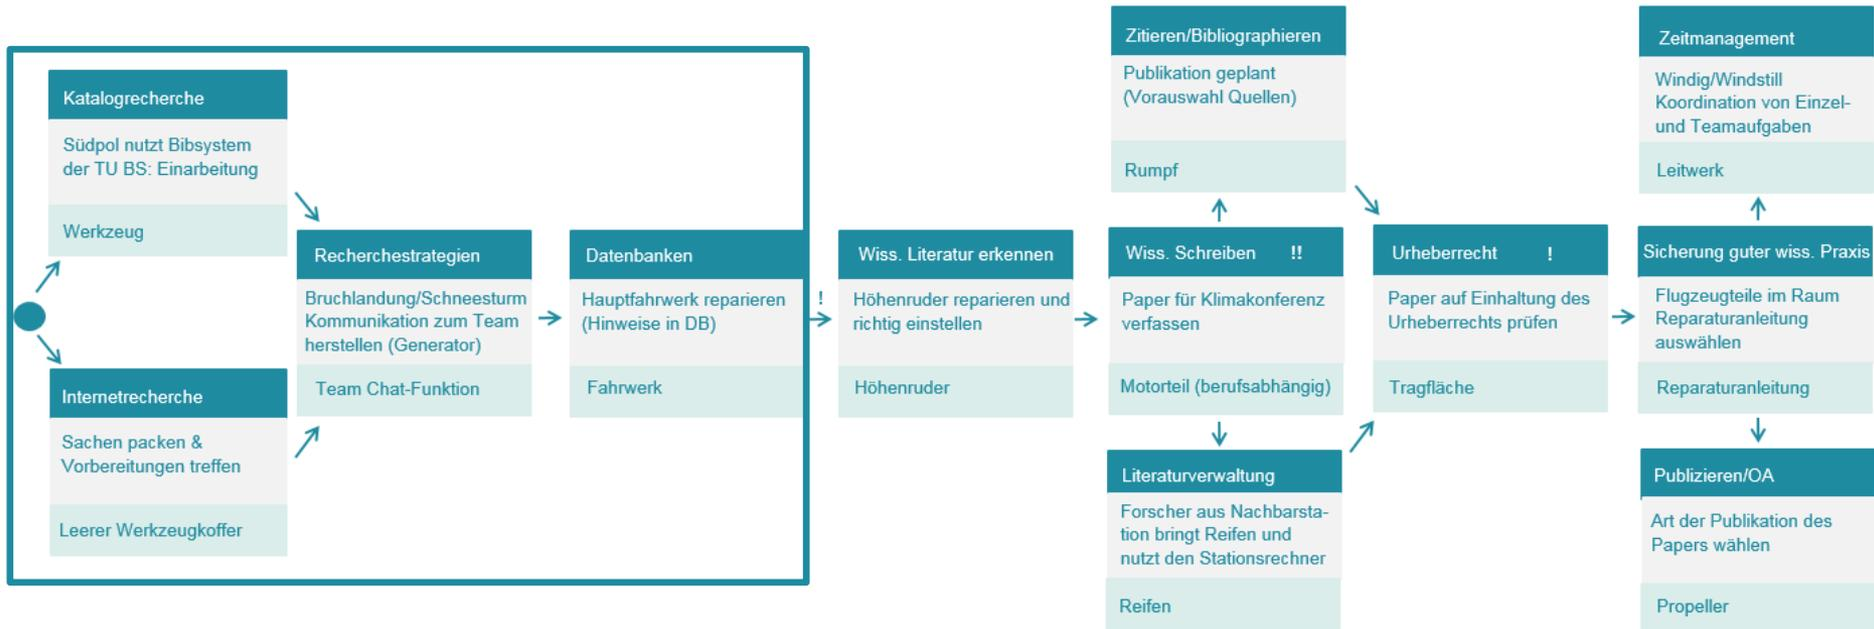 Katalogrecherche
Südpol nutzt Bibsystem
der TU BS: Einarbeitung
Werkzeug
Internetrecherche
Sachen packen &
Vorbereitungen treffen
Leerer Werkzeugkoffer
Recherchestrategien
Bruchlandung/Schneesturm
Kommunikation zum Team
herstellen (Generator)
Team Chat-Funktion
Datenbanken
Hauptfahrwerk reparieren
(Hinweise in DB)
Fahrwerk
!
Wiss. Literatur erkennen
Höhenruder reparieren und
richtig einstellen
Höhenruder
Zitieren/Bibliographieren
Publikation geplant
(Vorauswahl Quellen)
Rumpf
Wiss. Schreiben !!
Paper für Klimakonferenz
verfassen
Motorteil (berufsabhängig)
Literaturverwaltung
Forscher aus Nachbarsta-
tion bringt Reifen und
nutzt den Stationsrechner
Reifen
Urheberrecht !
Paper auf Einhaltung des
Urheberrechts prüfen
Tragfläche
Zeitmanagement
Windig/Windstill
Koordination von Einzel-
und Teamaufgaben
Leitwerk
Sicherung guter wiss. Praxis
Flugzeugteile im Raum
Reparaturanleitung
auswählen
Reparaturanleitung
Publizieren/OA
Art der Publikation des
Papers wählen
Propeller